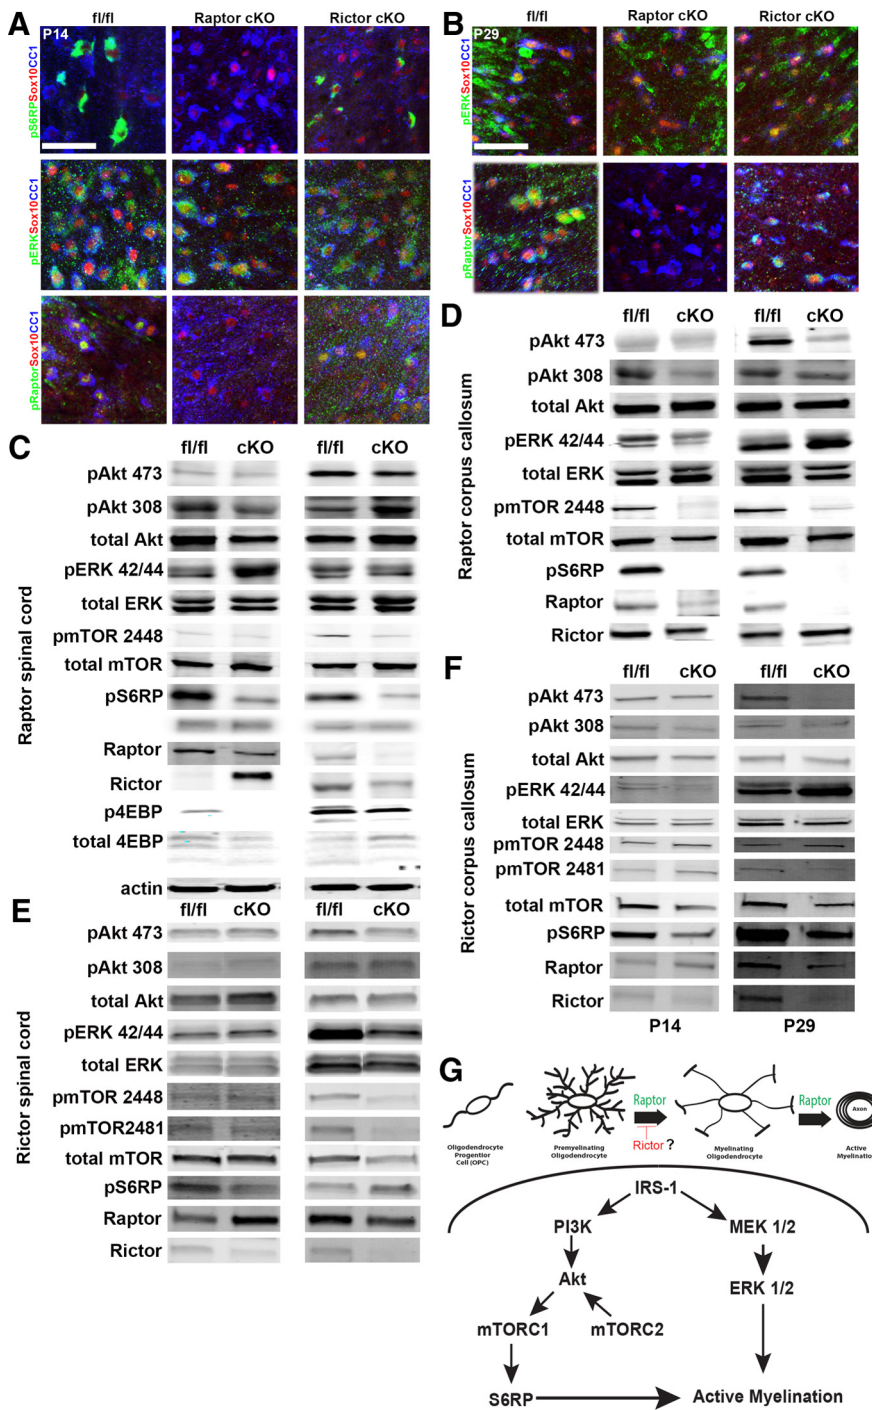 A
fl/fl
Raptor cKO
Rictor cKO
P14
pS6RPSox10CC1
pERKSox10CC1
pRaptorSox10CC1
B
fl/fl
Raptor cKO
Rictor cKO
P29
pERKSox10CC1
pRaptorSox10CC1
C
fl/fl cKO fl/fl cKO
Raptor spinal cord
pAkt 473
pAkt 308
total Akt
pERK 42/44
total ERK
pmTOR 2448
total mTOR
pS6RP
Raptor
Rictor
p4EBP
total 4EBP
actin
D
fl/fl cKO fl/fl cKO
Raptor corpus callosum
pAkt 473
pAkt 308
total Akt
pERK 42/44
total ERK
pmTOR 2448
total mTOR
pS6RP
Raptor
Rictor
E
fl/fl cKO fl/fl cKO
Rictor spinal cord
pAkt 473
pAkt 308
total Akt
pERK 42/44
total ERK
pmTOR 2448
pmTOR2481
total mTOR
pS6RP
Raptor
Rictor
F
fl/fl cKO fl/fl cKO
Rictor corpus callosum
pAkt 473
pAkt 308
total Akt
pERK 42/44
total ERK
pmTOR 2448
pmTOR 2481
total mTOR
pS6RP
Raptor
Rictor
P14 P29
G
Raptor
Raptor
Rictor ?
Axon
Oligodendrocyte
Progentior
Cell (OPC)
Premyelinating
Oligodendrocyte
Myelinating
Oligodendrocyte
Active
Myelination
IRS-1
PI3K
MEK 1/2
Akt
ERK 1/2
mTORC1
mTORC2
S6RP
Active Myelination